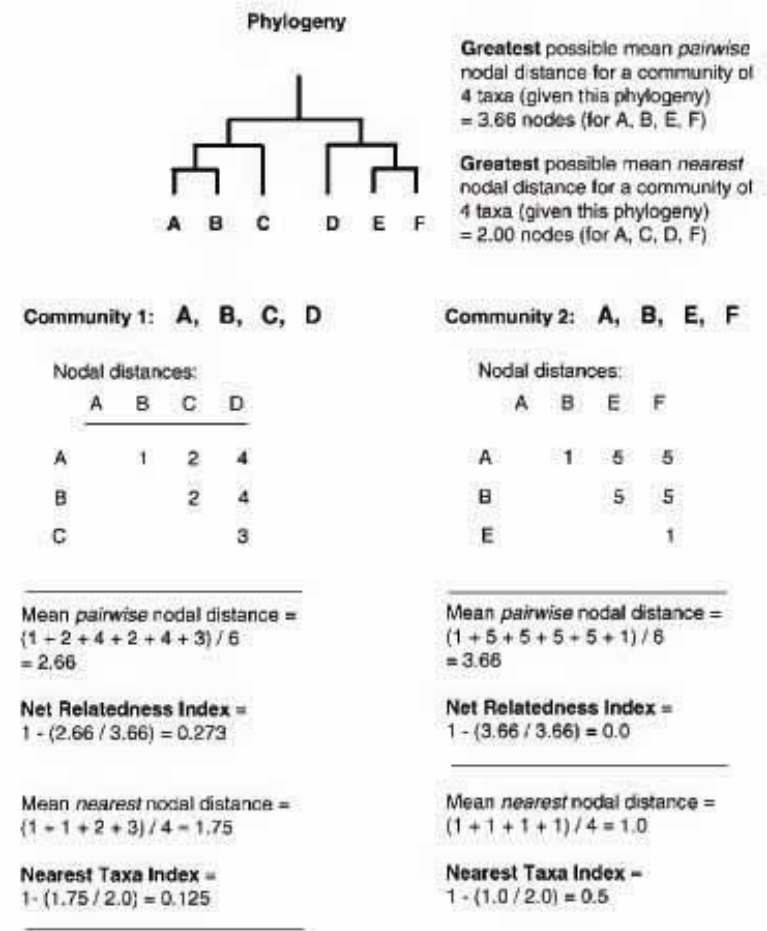 Phylogeny
A B C D E F
Greatest possible mean pairwise
nodal distance for a community of
4 taxa (given this phylogeny)
= 3.66 nodes (for A, B, E, F)
Greatest possible mean nearest
nodal distance for a community of
4 taxa (given this phylogeny)
= 2.00 nodes (for A, C, D, F)
Community 1: A, B, C, D
Nodal distances:
A B C D
A 1 2 4
B 2 4
C 3
Mean pairwise nodal distance =
(1 + 2 + 4 + 2 + 4 + 3) / 6
= 2.66
Net Relatedness Index =
1 - (2.66 / 3.66) = 0.273
Mean nearest nodal distance =
(1 + 1 + 2 + 3) / 4 = 1.75
Nearest Taxa Index =
1- (1.75 / 2.0) = 0.125
Community 2: A, B, E, F
Nodal distances:
A B E F
A 1 5 5
B 5 5
E 1
Mean pairwise nodal distance =
(1 + 5 + 5 + 5 + 5 + 1) / 6
= 3.66
Net Relatedness Index =
1 - (3.66 / 3.66) = 0.0
Mean nearest nodal distance =
(1 + 1 + 1 + 1) / 4 = 1.0
Nearest Taxa Index =
1 - (1.0 / 2.0) = 0.5